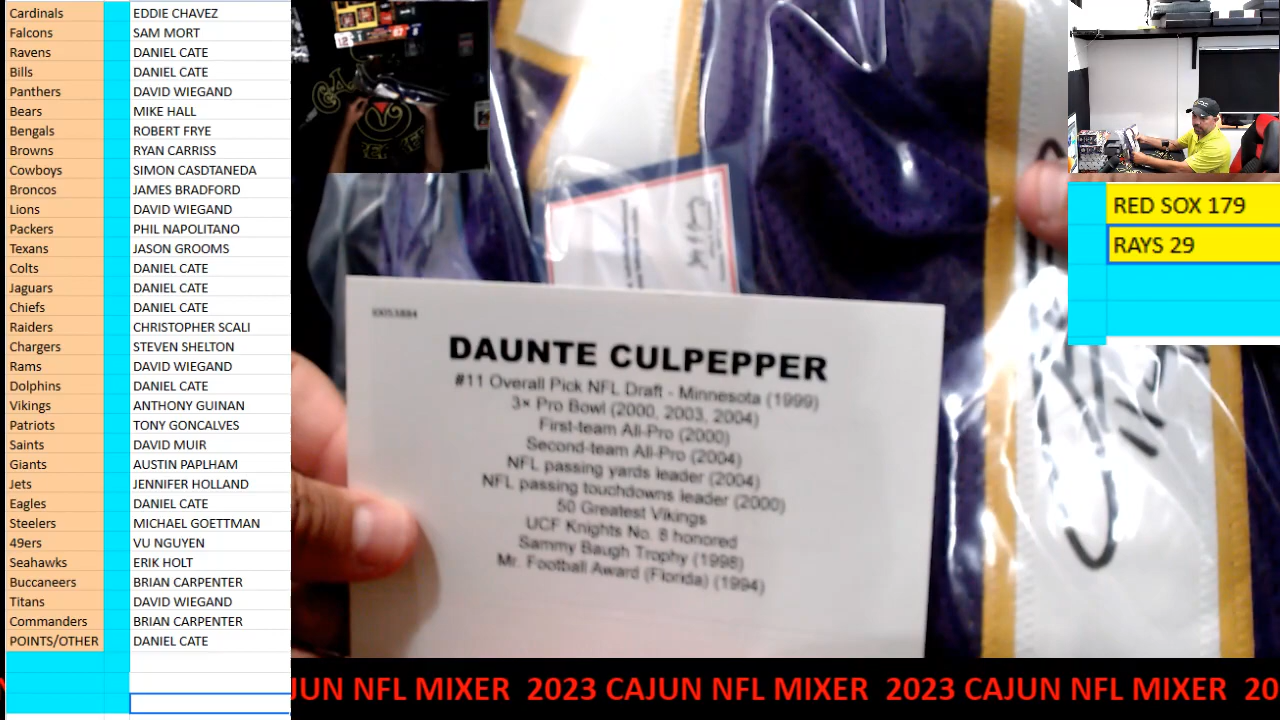 Cardinals EDDIE CHAVEZ
Falcons SAM MORT
Ravens DANIEL CATE
Bills DANIEL CATE
Panthers DAVID WIEGAND
Bears MIKE HALL
Bengals ROBERT FRYE
Browns RYAN CARRISS
Cowboys SIMON CASDTANEDA
Broncos JAMES BRADFORD
Lions DAVID WIEGAND
Packers PHIL NAPOLITANO
Texans JASON GROOMS
Colts DANIEL CATE
Jaguars DANIEL CATE
Chiefs DANIEL CATE
Raiders CHRISTOPHER SCALI
Chargers STEVEN SHELTON
Rams DAVID WIEGAND
Dolphins DANIEL CATE
Vikings ANTHONY GUINAN
Patriots TONY GONCALVES
Saints DAVID MUIR
Giants AUSTIN PAPLHAM
Jets JENNIFER HOLLAND
Eagles DANIEL CATE
Steelers MICHAEL GOETTMAN
49ers VU NGUYEN
Seahawks ERIK HOLT
Buccaneers BRIAN CARPENTER
Titans DAVID WIEGAND
Commanders BRIAN CARPENTER
POINTS/OTHER DANIEL CATE
RED SOX 179
RAYS 29
DAUNTE CULPEPPER
#11 Overall Pick NFL Draft - Minnesota (1999)
3× Pro Bowl (2000, 2003, 2004)
First-team All-Pro (2000)
Second-team All-Pro (2004)
NFL passing yards leader (2004)
NFL passing touchdowns leader (2000)
50 Greatest Vikings
UCF Knights No. 8 honored
Sammy Baugh Trophy (1998)
Mr. Football Award (Florida) (1994)
JUN NFL MIXER 2023 CAJUN NFL MIXER 2023 CAJUN NFL MIXER 20